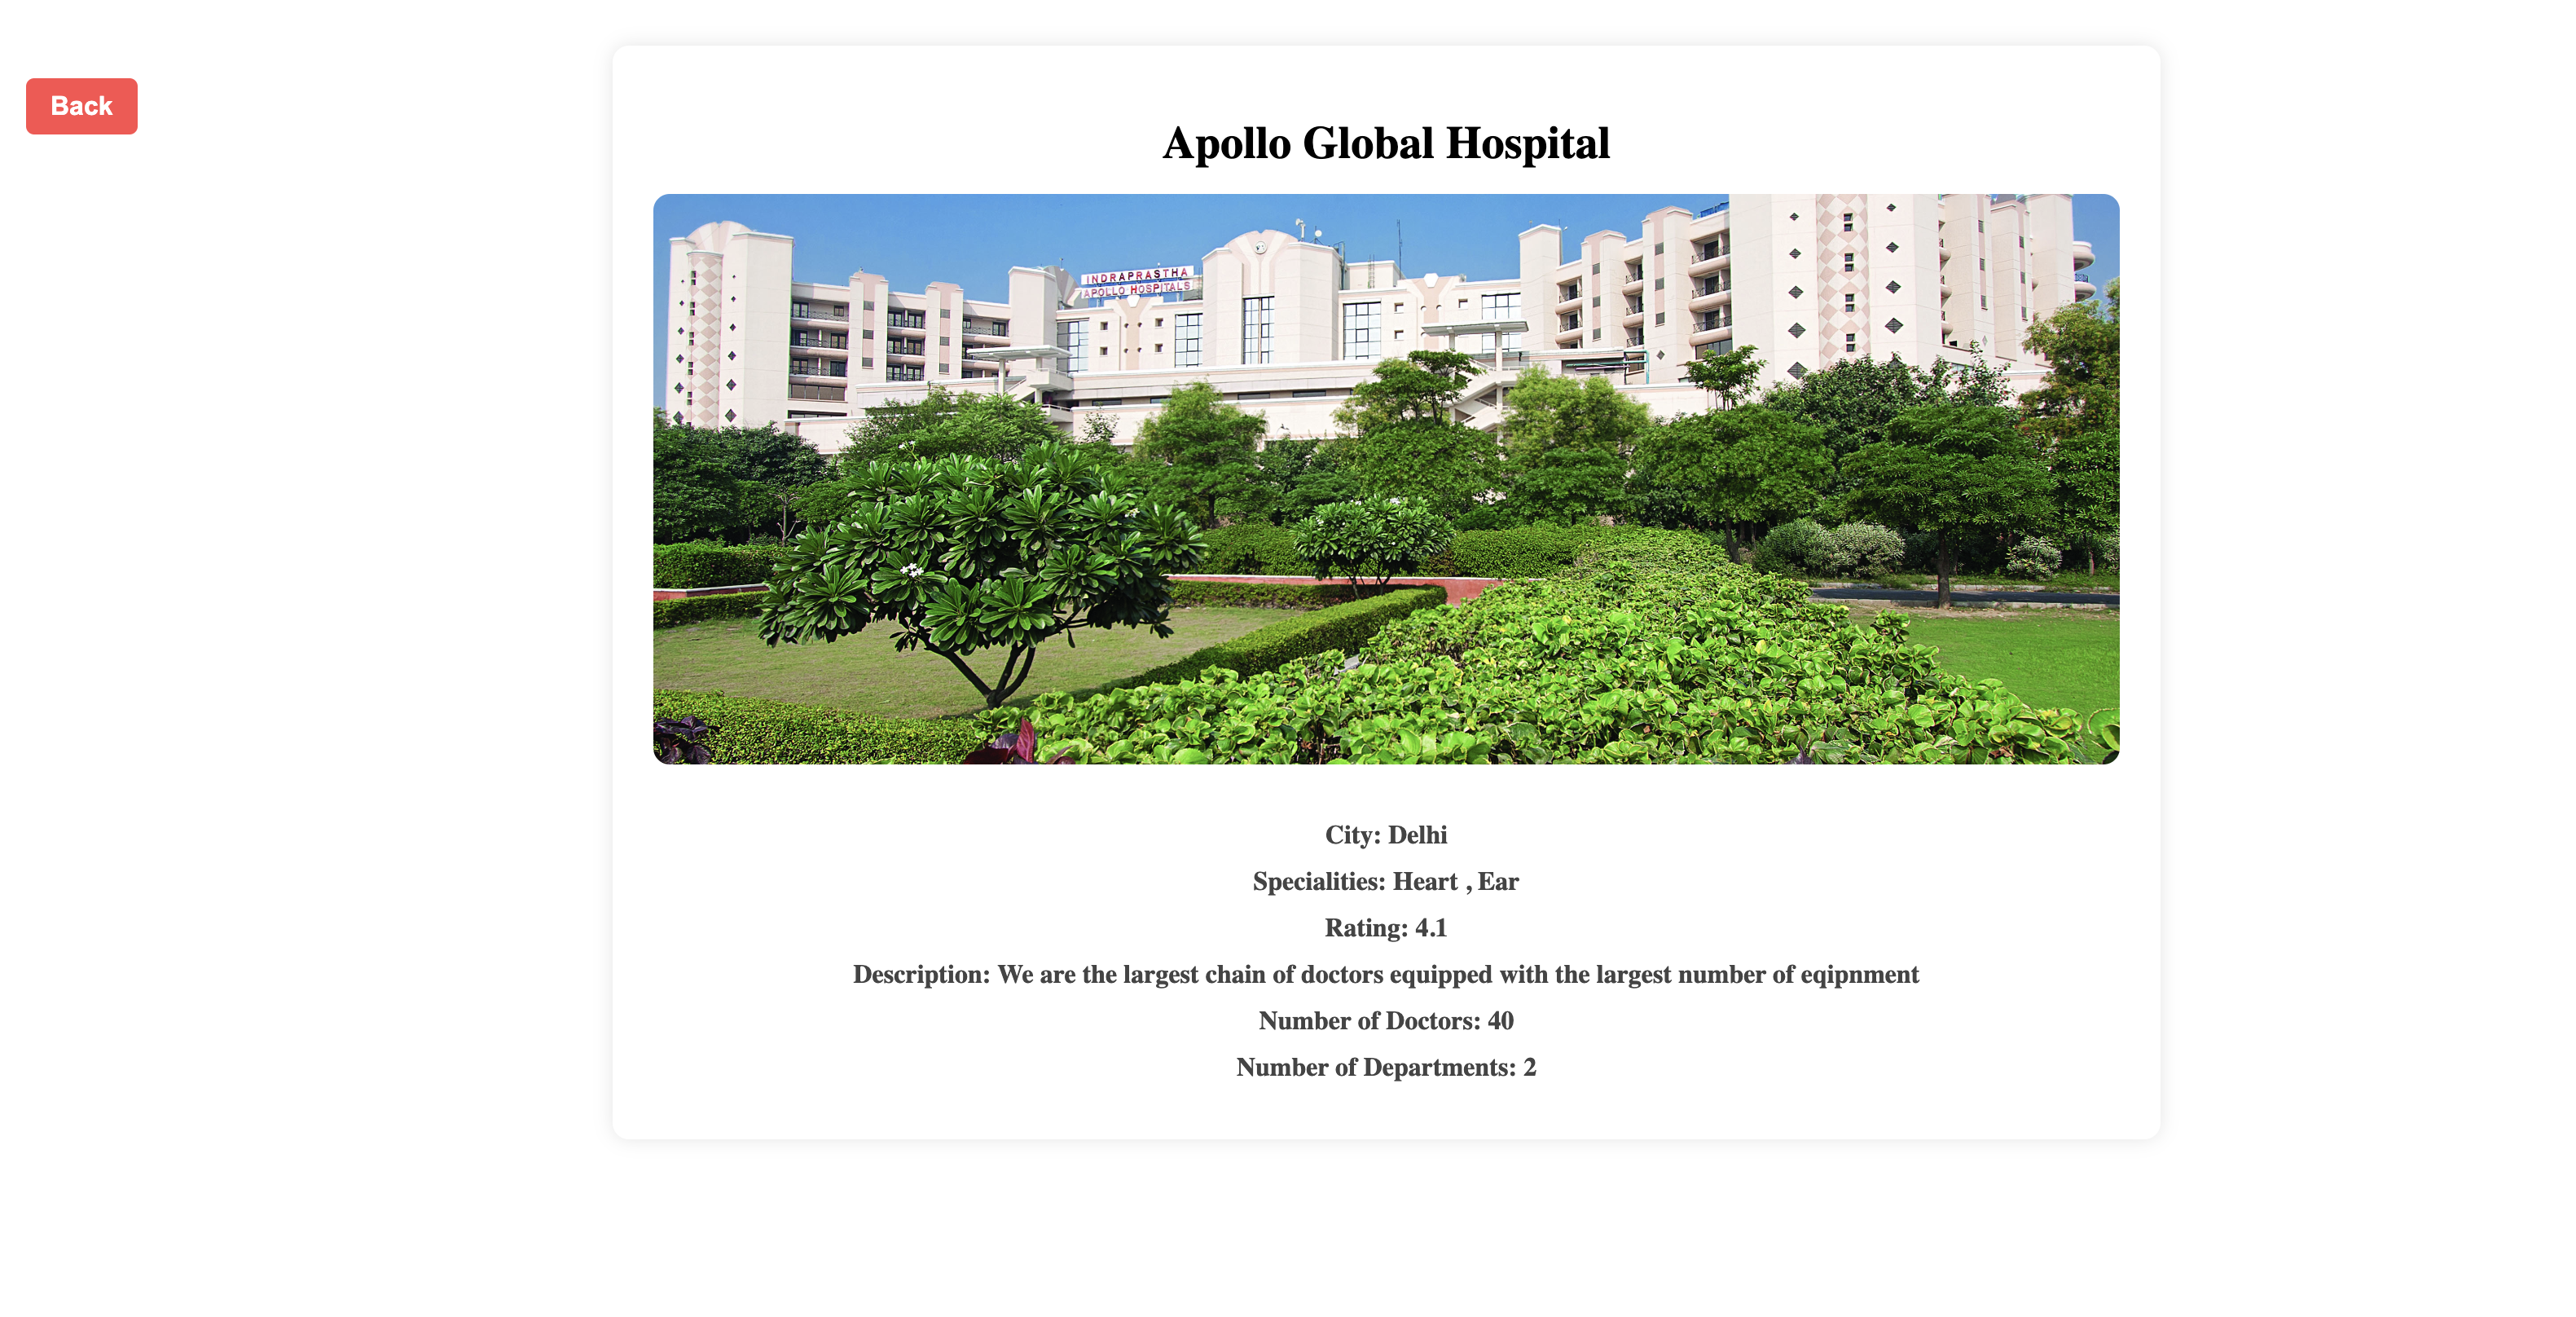 Back
Apollo Global Hospital
INDRAPRASTHA
APOLLO HOSPITALS
City: Delhi
Specialities: Heart , Ear
Rating: 4.1
Description: We are the largest chain of doctors equipped with the largest number of eqipnment
Number of Doctors: 40
Number of Departments: 2